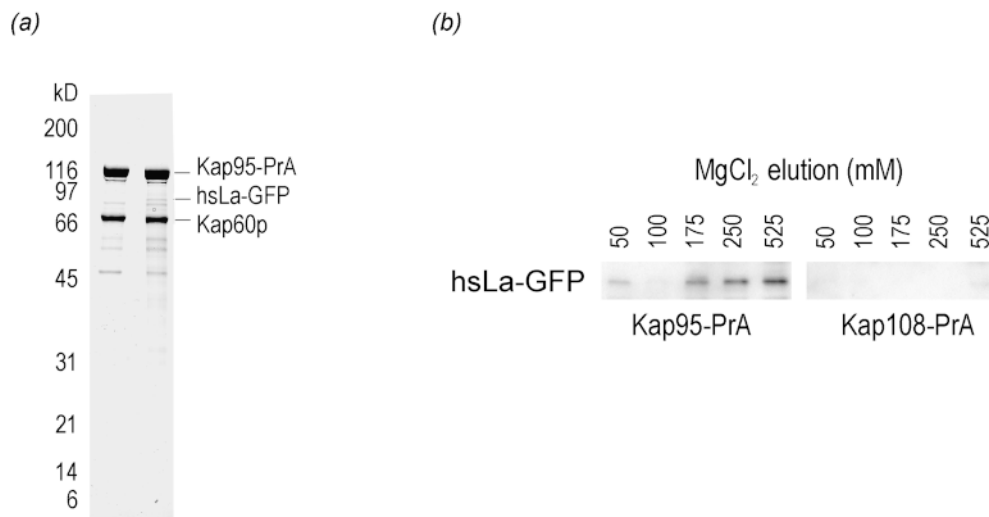 (a)
kD
200
116
97
66
45
31
21
14
6
Kap95-PrA
hsLa-GFP
Kap60p
(b)
MgCl₂ elution (mM)
50 100 175 250 525 50 100 175 250 525
hsLa-GFP
Kap95-PrA Kap108-PrA